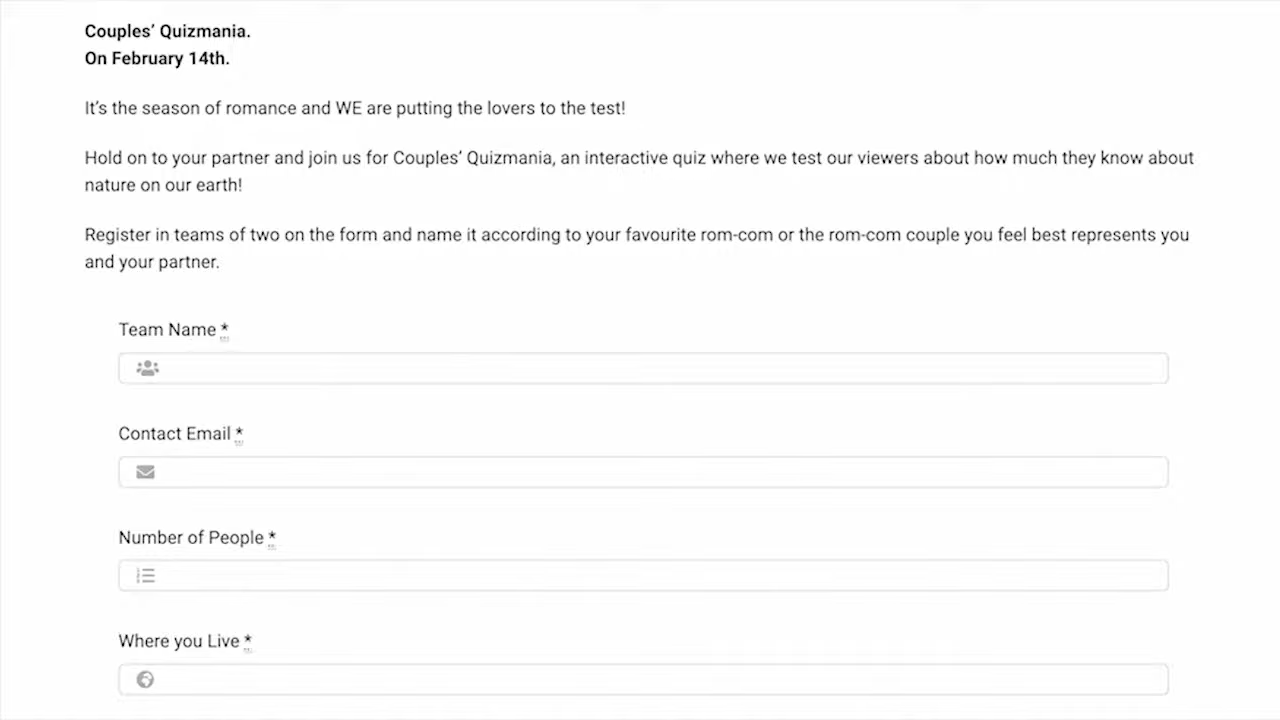 Couples’ Quizmania.
On February 14th.
It’s the season of romance and WE are putting the lovers to the test!
Hold on to your partner and join us for Couples’ Quizmania, an interactive quiz where we test our viewers about how much they know about
nature on our earth!
Register in teams of two on the form and name it according to your favourite rom-com or the rom-com couple you feel best represents you
and your partner.
Team Name *
Contact Email *
Number of People *
Where you Live *